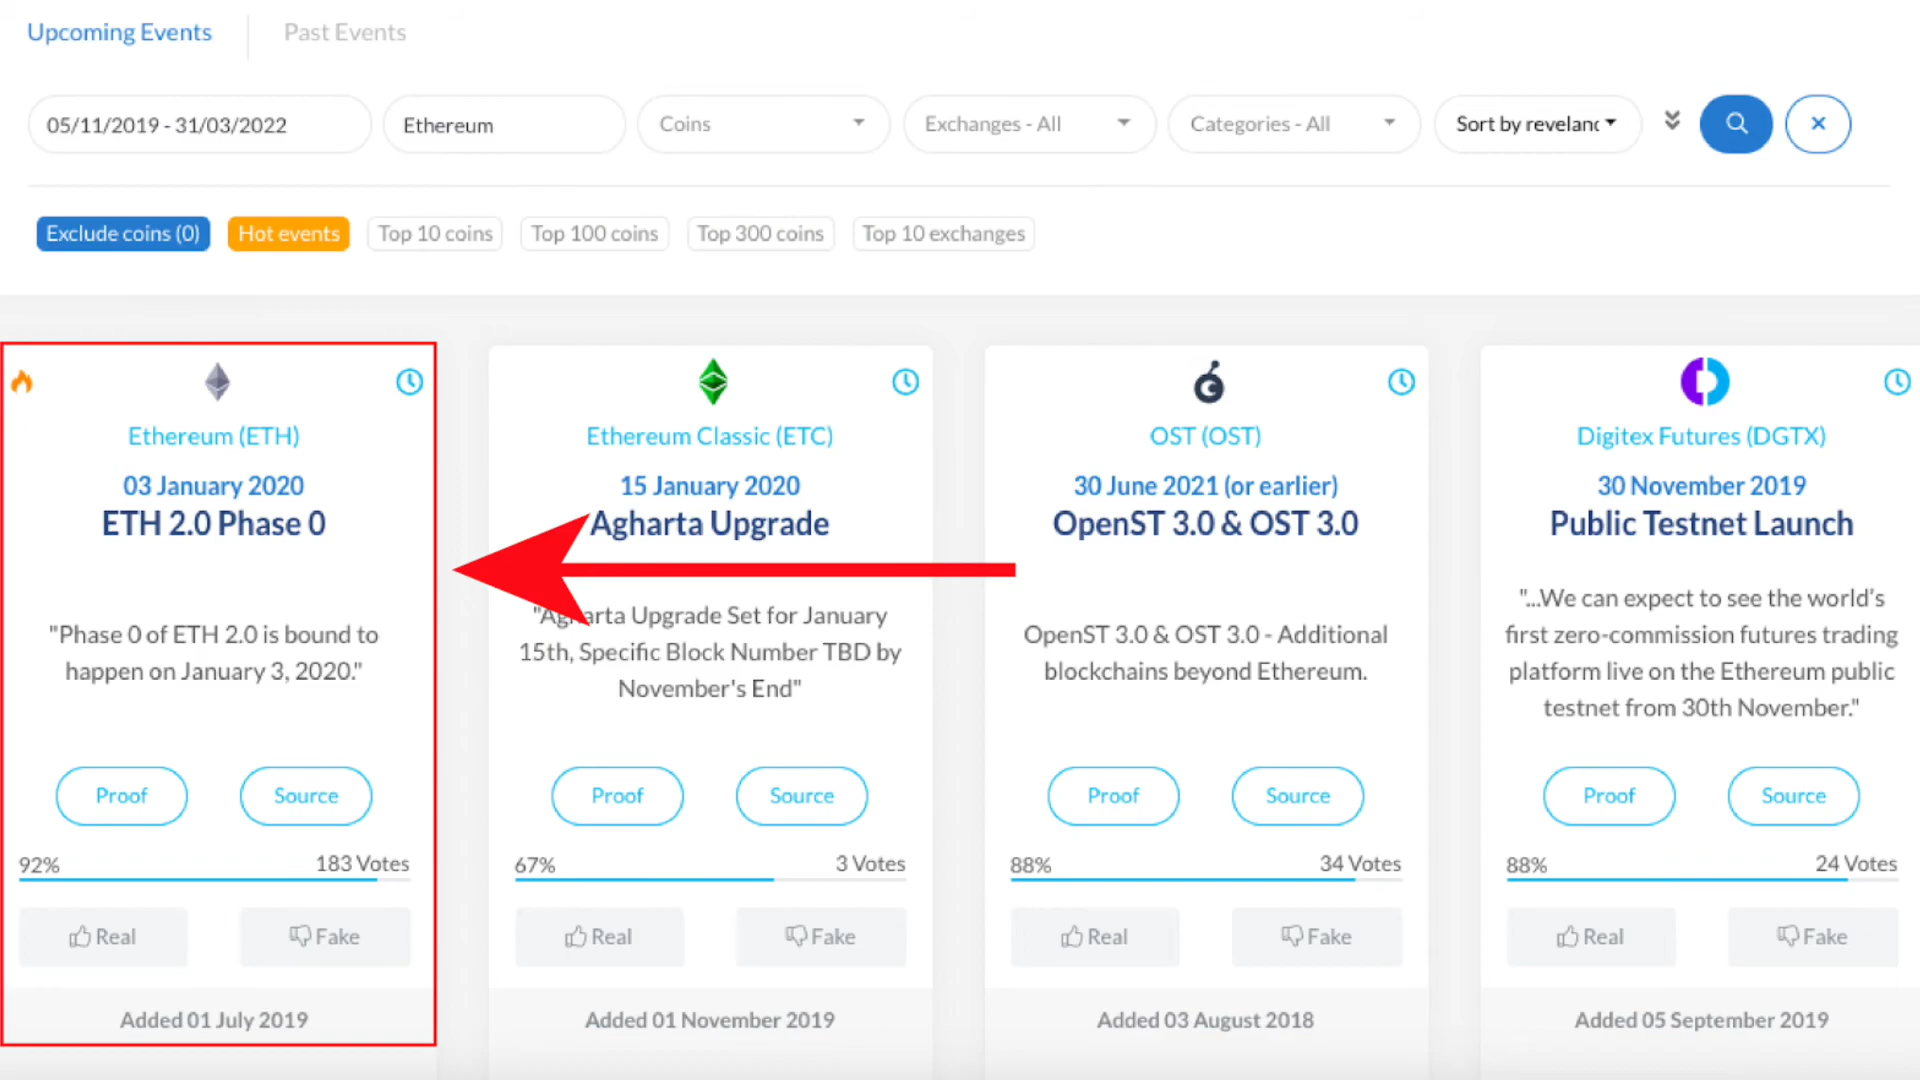 Upcoming Events
Past Events
05/11/2019 - 31/03/2022
Ethereum
Coins
Exchanges - All
Categories - All
Sort by revelanc
Exclude coins (0)
Hot events
Top 10 coins
Top 100 coins
Top 300 coins
Top 10 exchanges
Ethereum (ETH)
03 January 2020
ETH 2.0 Phase 0
"Phase 0 of ETH 2.0 is bound to
happen on January 3, 2020."
Proof
Source
92%
183 Votes
Real
Fake
Added 01 July 2019
Ethereum Classic (ETC)
15 January 2020
Agharta Upgrade
"Agharta Upgrade Set for January
15th, Specific Block Number TBD by
November's End"
Proof
Source
67%
3 Votes
Real
Fake
Added 01 November 2019
OST (OST)
30 June 2021 (or earlier)
OpenST 3.0 & OST 3.0
OpenST 3.0 & OST 3.0 - Additional
blockchains beyond Ethereum.
Proof
Source
88%
34 Votes
Real
Fake
Added 03 August 2018
Digitex Futures (DGTX)
30 November 2019
Public Testnet Launch
"...We can expect to see the world's
first zero-commission futures trading
platform live on the Ethereum public
testnet from 30th November."
Proof
Source
88%
24 Votes
Real
Fake
Added 05 September 2019